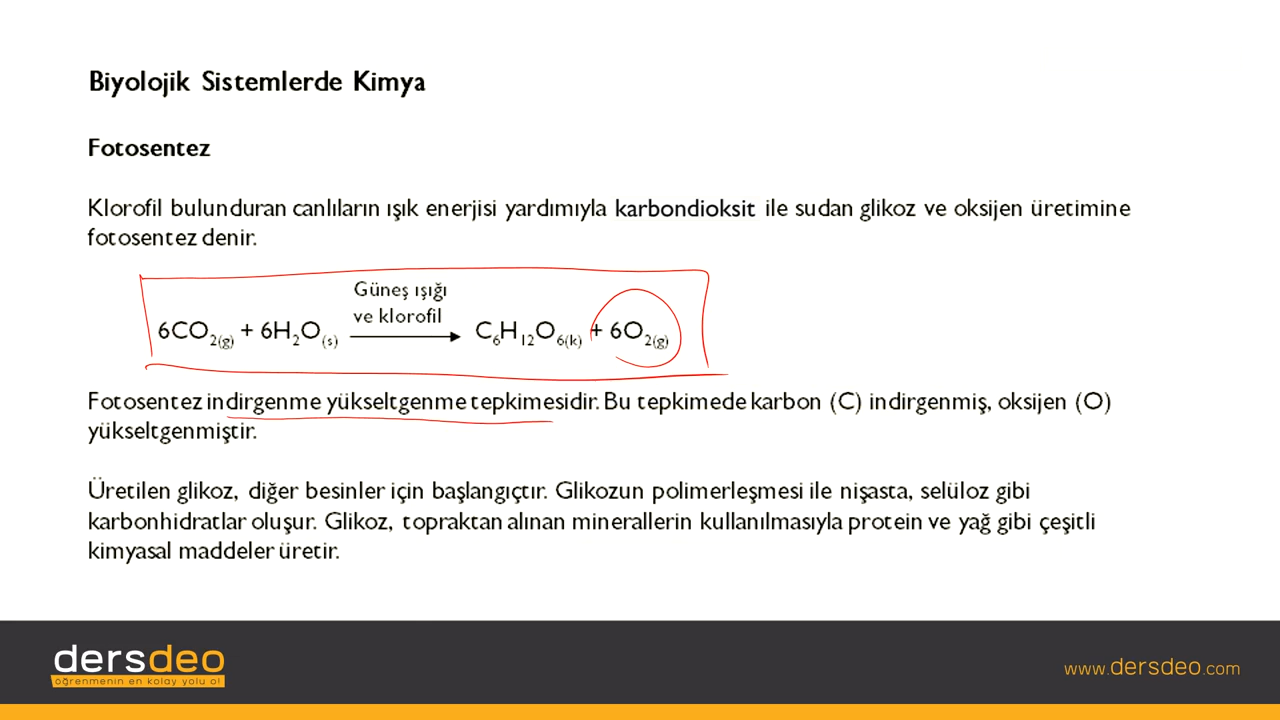 Biyolojik Sistemlerde Kimya
Fotosentez
Klorofil bulunduran canlıların ışık enerjisi yardımıyla karbondioksit ile sudan glikoz ve oksijen üretimine
fotosentez denir.
Güneş ışığı
ve klorofil
6CO₂(g) + 6H₂O(s) → C₆H₁₂O₆(k) + 6O₂(g)
Fotosentez indirgenme yükseltgenme tepkimesidir. Bu tepkimede karbon (C) indirgenmiş, oksijen (O)
yükseltgenmiştir.
Üretilen glikoz, diğer besinler için başlangıçtır. Glikozun polimerleşmesi ile nişasta, selüloz gibi
karbonhidratlar oluşur. Glikoz, topraktan alınan minerallerin kullanılmasıyla protein ve yağ gibi çeşitli
kimyasal maddeler üretir.
dersdeo
öğrenmenin en kolay yolu o!
www.dersdeo.com